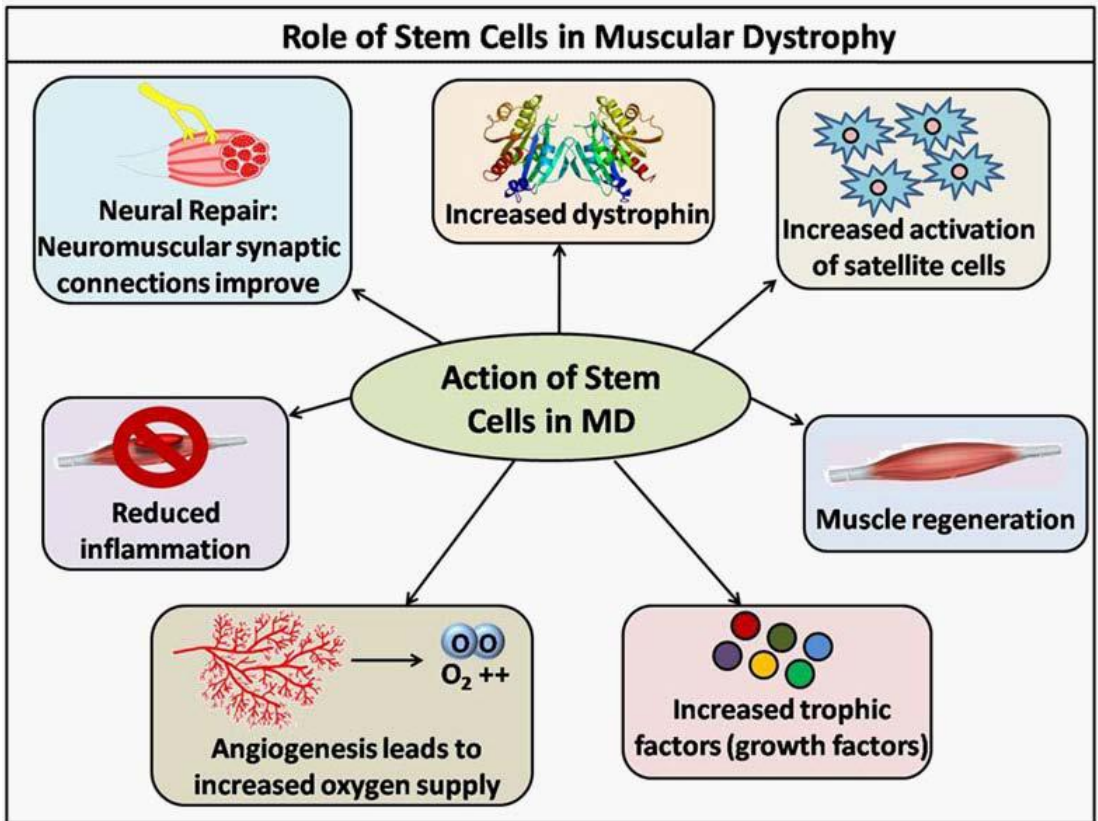 Role of Stem Cells in Muscular Dystrophy
Neural Repair:
Neuromuscular synaptic
connections improve
Increased dystrophin
Increased activation
of satellite cells
Action of Stem
Cells in MD
Reduced
inflammation
Muscle regeneration
OO
O₂ ++
Angiogenesis leads to
increased oxygen supply
Increased trophic
factors (growth factors)